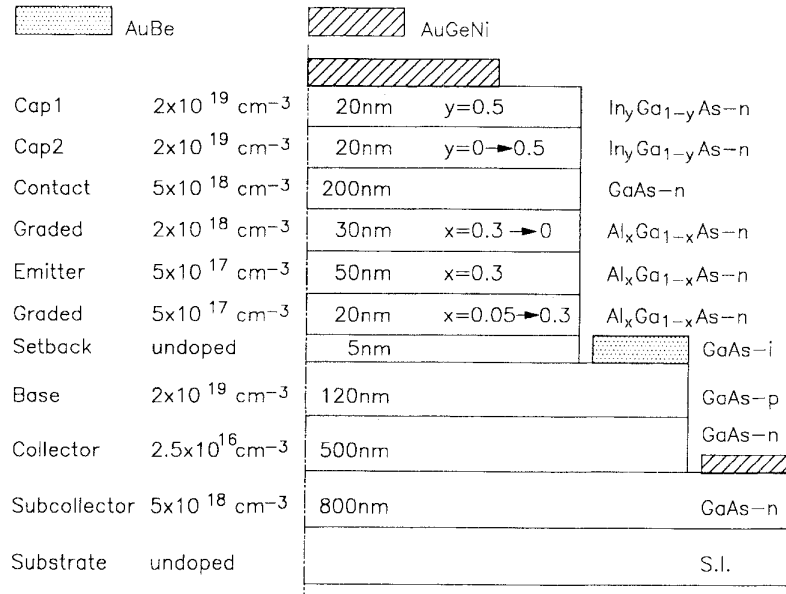 AuBe AuGeNi
Cap1 2x10 19 cm-3 20nm y=0.5 InyGa1-yAs-n
Cap2 2x10 19 cm-3 20nm y=0→0.5 InyGa1-yAs-n
Contact 5x10 18 cm-3 200nm GaAs-n
Graded 2x10 18 cm-3 30nm x=0.3→0 AlxGa1-xAs-n
Emitter 5x10 17 cm-3 50nm x=0.3 AlxGa1-xAs-n
Graded 5x10 17 cm-3 20nm x=0.05→0.3 AlxGa1-xAs-n
Setback undoped 5nm GaAs-i
Base 2x10 19 cm-3 120nm GaAs-p
GaAs-n
Collector 2.5x10 16 cm-3 500nm
Subcollector 5x10 18 cm-3 800nm GaAs-n
Substrate undoped S.I.